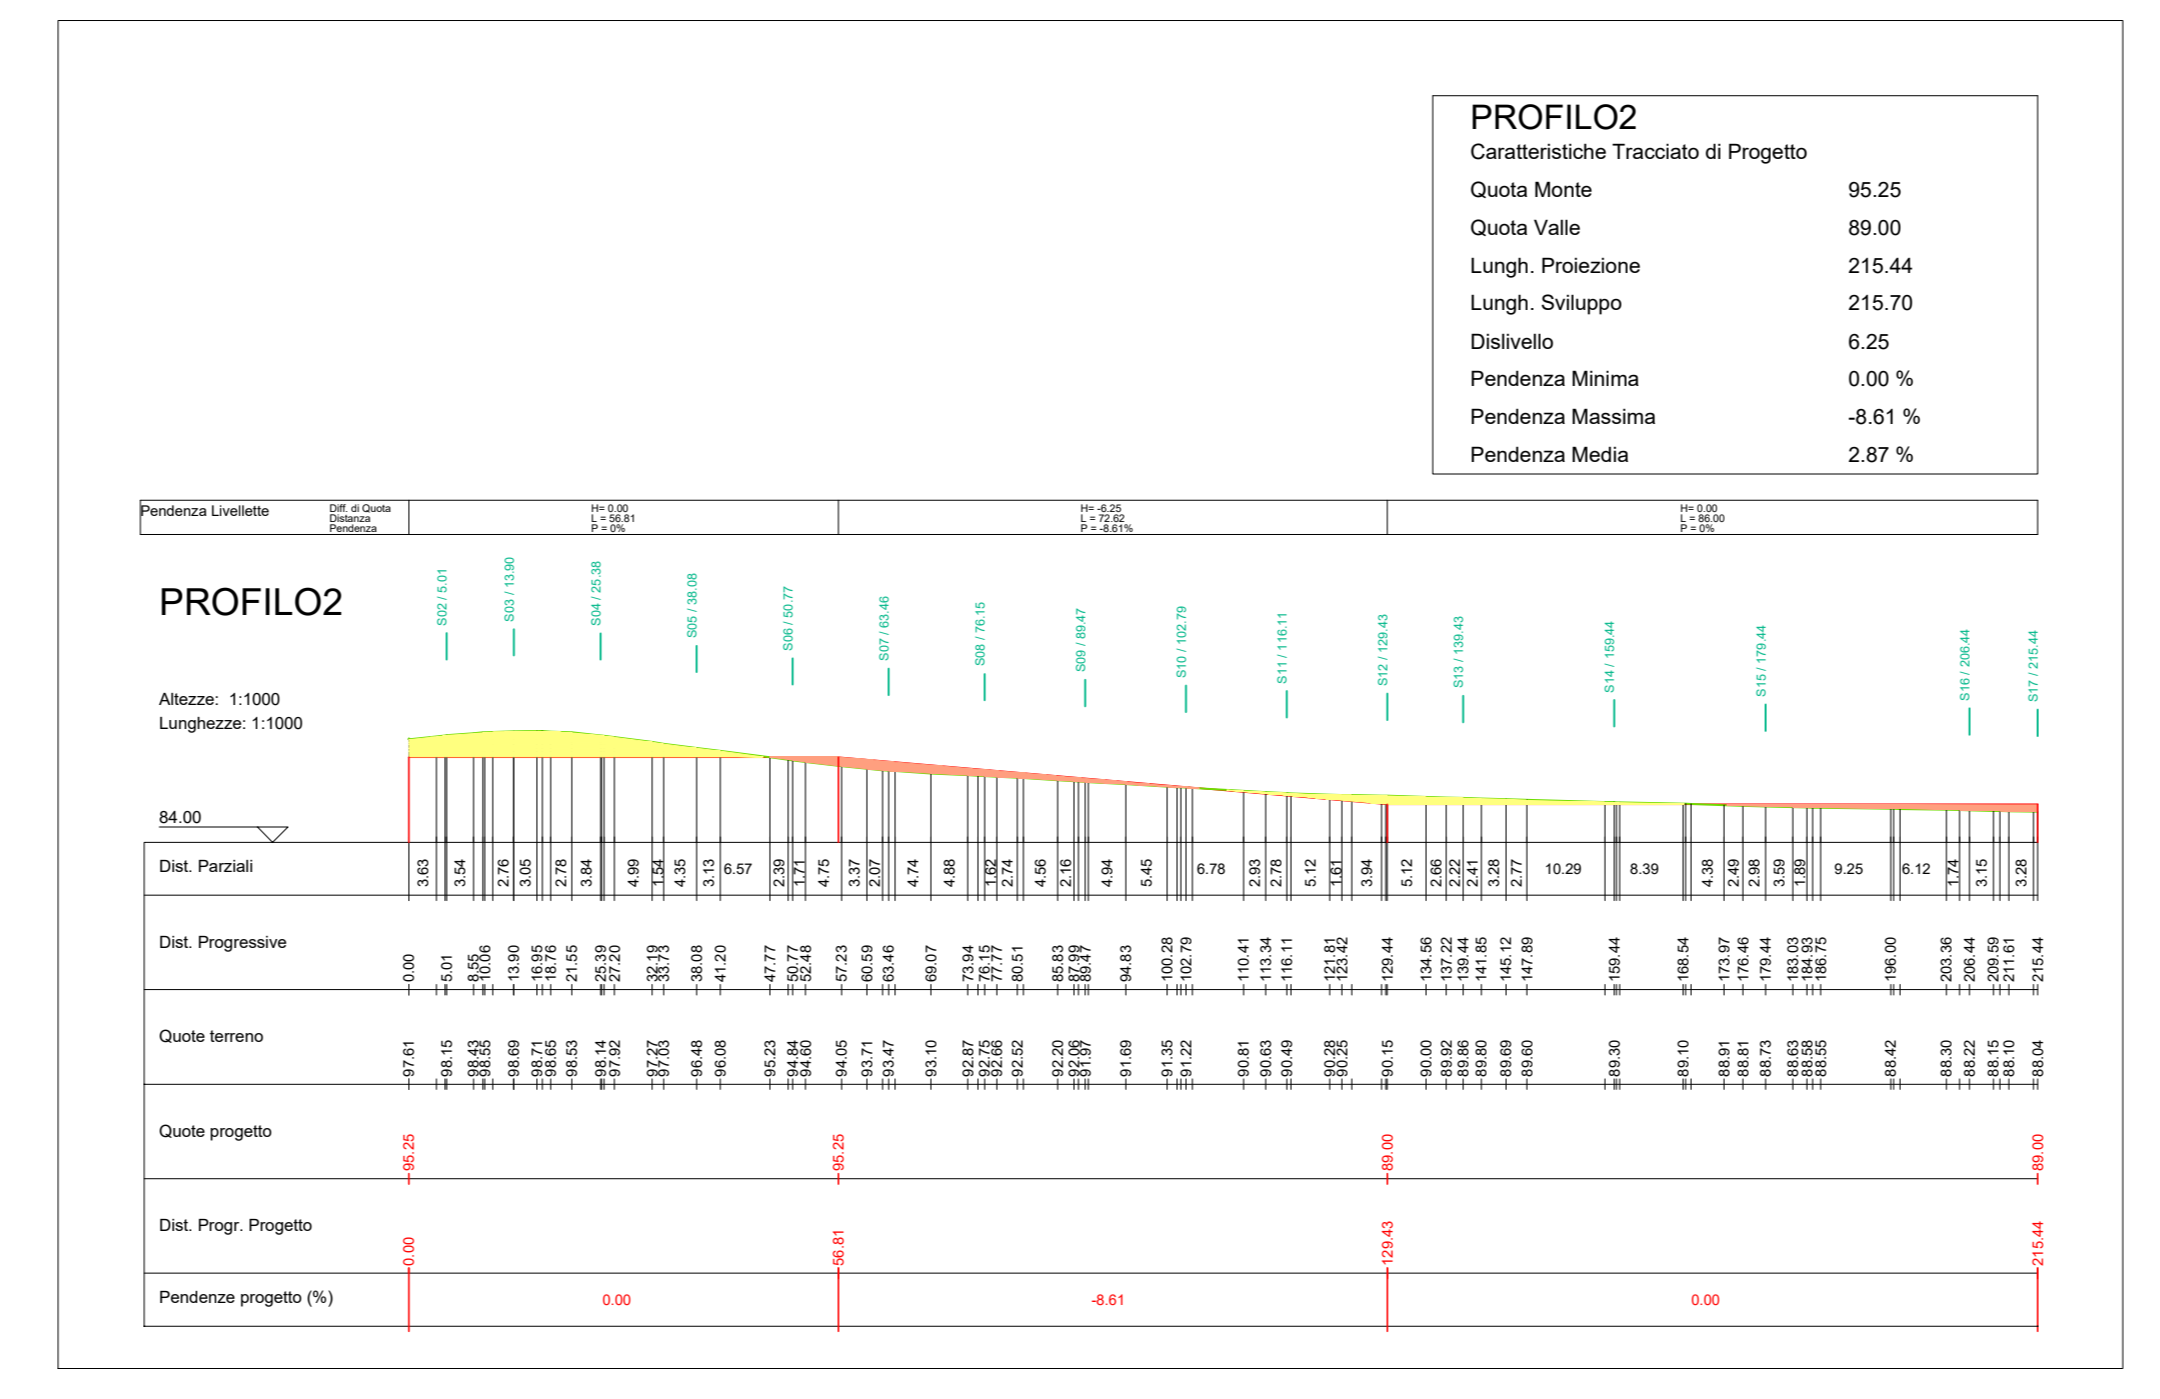 PROFILO2
Caratteristiche Tracciato di Progetto
Quota Monte 95.25
Quota Valle 89.00
Lungh. Proiezione 215.44
Lungh. Sviluppo 215.70
Dislivello 6.25
Pendenza Minima 0.00 %
Pendenza Massima -8.61 %
Pendenza Media 2.87 %
Pendenza Livellette
Diff. di Quota
Distanza
Pendenza
H= 0.00
L = 56.81
P = 0%
H= -6.25
L = 72.62
P = -8.61%
H= 0.00
L = 86.00
P = 0%
PROFILO2
S02 / 5.01
S03 / 13.90
S04 / 25.38
S05 / 38.08
S06 / 50.77
S07 / 63.46
S08 / 76.15
S09 / 89.47
S10 / 102.79
S11 / 116.11
S12 / 129.43
S13 / 139.43
S14 / 159.44
S15 / 179.44
S16 / 206.44
S17 / 215.44
Altezze: 1:1000
Lunghezze: 1:1000
84.00
Dist. Parziali 3.63 3.54 2.76 3.05 2.78 3.84 4.99 1.54 4.35 3.13 6.57 2.39 1.71 4.75 3.37 2.07 4.74 4.88 1.62 2.74 4.56 2.16 4.94 5.45 6.78 2.93 2.78 5.12 1.61 3.94 5.12 2.66 2.22 2.41 3.28 2.77 10.29 8.39 4.38 2.49 2.98 3.59 1.89 9.25 6.12 1.74 3.15 3.28
Dist. Progressive 0.00 5.01 8.55 10.06 13.90 16.95 18.76 21.55 25.39 27.20 32.19 33.73 38.08 41.20 47.77 50.77 52.48 57.23 60.59 63.46 69.07 73.94 76.15 77.77 80.51 85.83 87.99 89.47 94.83 100.28 102.79 110.41 113.34 116.11 121.81 123.42 129.44 134.56 137.22 139.44 141.85 145.12 147.89 159.44 168.54 173.97 176.46 179.44 183.03 184.93 186.75 196.00 203.36 206.44 209.59 211.61 215.44
Quote terreno 97.61 98.15 98.43 98.55 98.69 98.71 98.65 98.53 98.14 97.92 97.27 97.03 96.48 96.08 95.23 94.84 94.60 94.05 93.71 93.47 93.10 92.87 92.75 92.66 92.52 92.20 92.06 91.97 91.69 91.35 91.22 90.81 90.63 90.49 90.28 90.25 90.15 90.00 89.92 89.86 89.80 89.69 89.60 89.30 89.10 88.91 88.81 88.73 88.63 88.58 88.55 88.42 88.30 88.22 88.15 88.10 88.04
Quote progetto 95.25 95.25 89.00 89.00
Dist. Progr. Progetto 0.00 56.81 129.43 215.44
Pendenze progetto (%) 0.00 -8.61 0.00